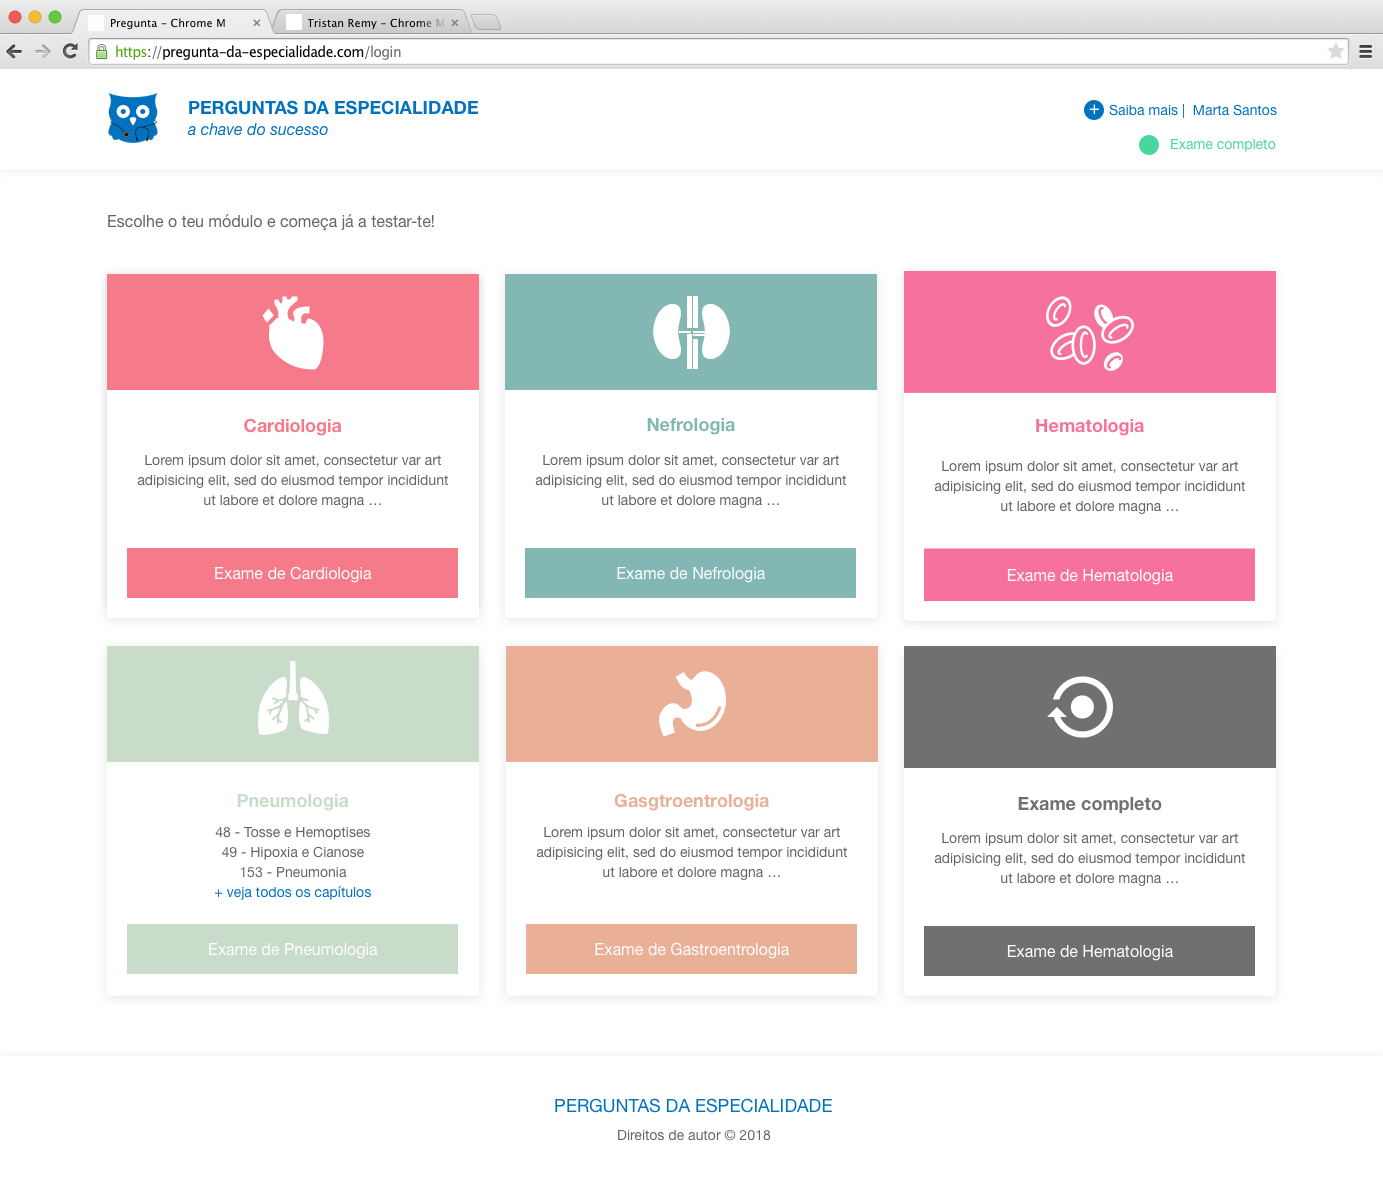 Pregunta – Chrome M
Tristan Remy – Chrome M
https://pregunta-da-especialidade.com/login
PERGUNTAS DA ESPECIALIDADE
a chave do sucesso
+ Saiba mais | Marta Santos
Exame completo
Escolhe o teu módulo e começa já a testar-te!
Cardiologia
Lorem ipsum dolor sit amet, consectetur var art
adipisicing elit, sed do eiusmod tempor incididunt
ut labore et dolore magna ...
Exame de Cardiologia
Nefrologia
Lorem ipsum dolor sit amet, consectetur var art
adipisicing elit, sed do eiusmod tempor incididunt
ut labore et dolore magna ...
Exame de Nefrologia
Hematologia
Lorem ipsum dolor sit amet, consectetur var art
adipisicing elit, sed do eiusmod tempor incididunt
ut labore et dolore magna ...
Exame de Hematologia
Pneumologia
48 - Tosse e Hemoptises
49 - Hipoxia e Cianose
153 - Pneumonia
+ veja todos os capítulos
Exame de Pneumologia
Gasgtroentrologia
Lorem ipsum dolor sit amet, consectetur var art
adipisicing elit, sed do eiusmod tempor incididunt
ut labore et dolore magna ...
Exame de Gastroentrologia
Exame completo
Lorem ipsum dolor sit amet, consectetur var art
adipisicing elit, sed do eiusmod tempor incididunt
ut labore et dolore magna ...
Exame de Hematologia
PERGUNTAS DA ESPECIALIDADE
Direitos de autor © 2018